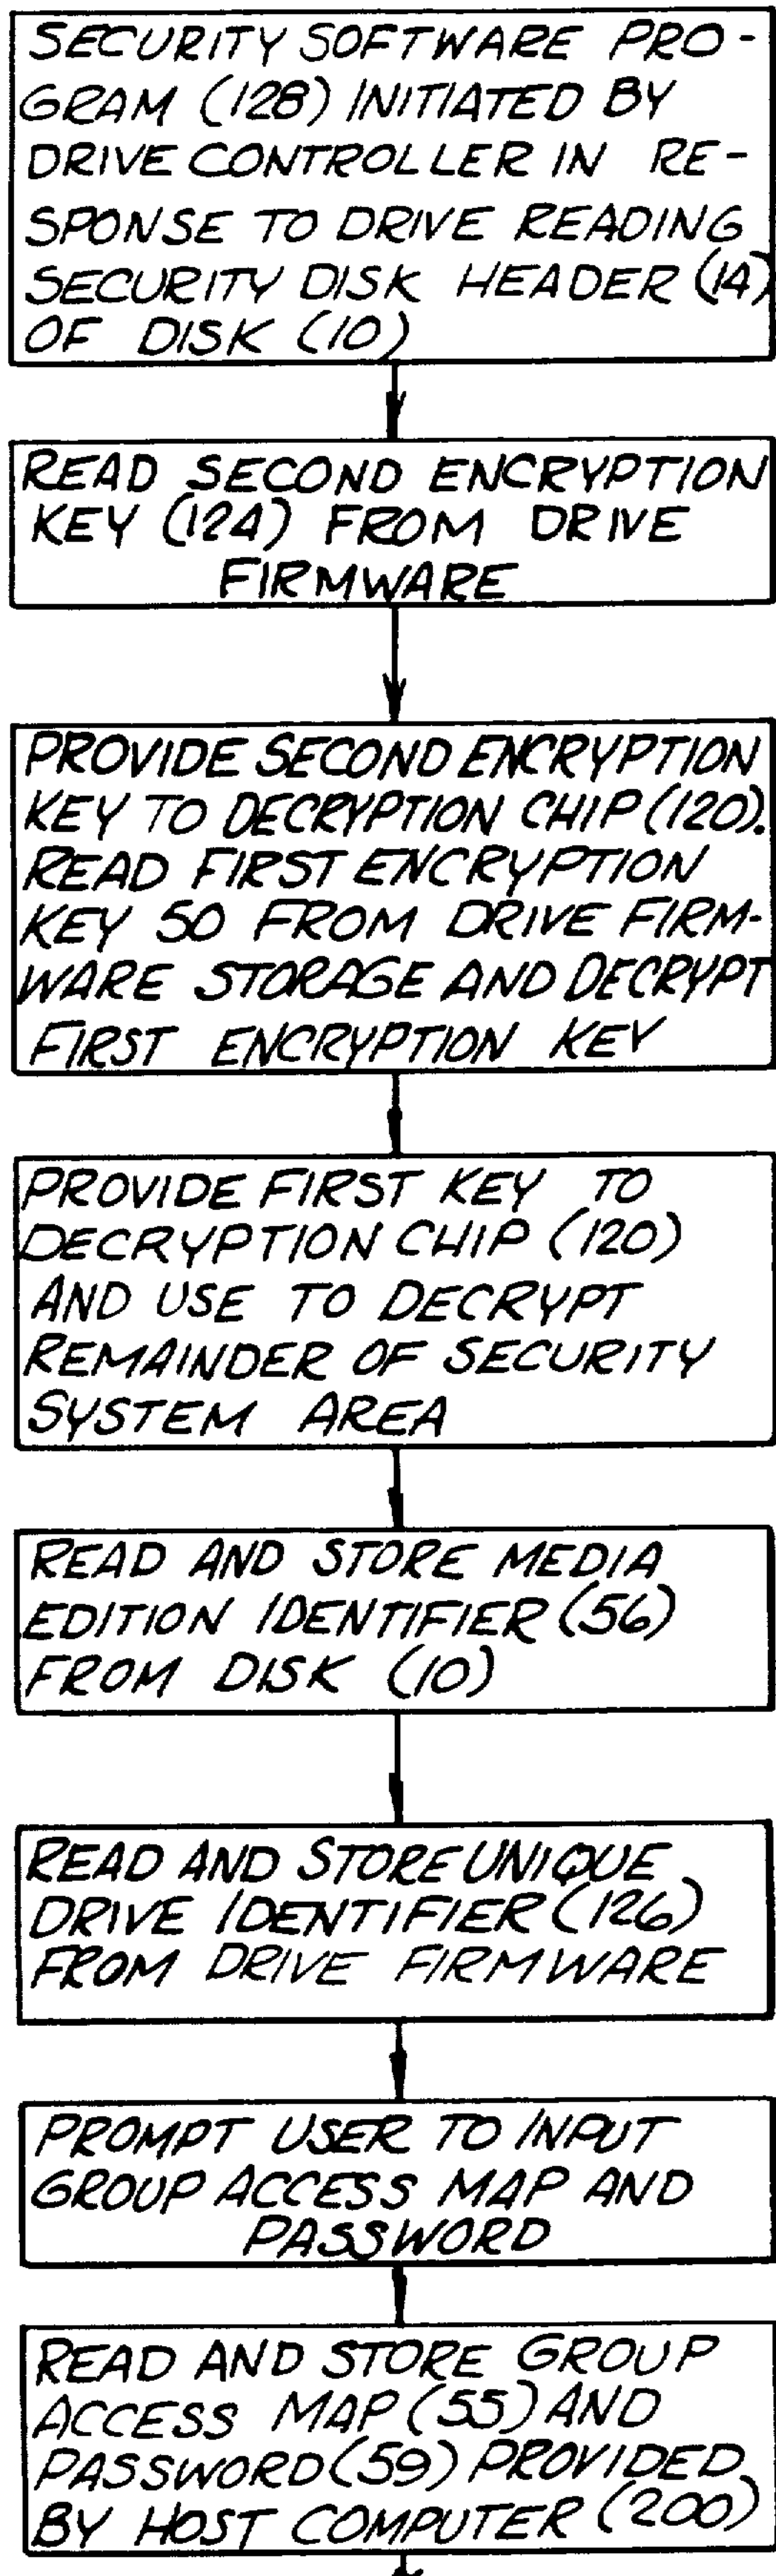 SECURITY SOFTWARE PRO-
GRAM (128) INITIATED BY
DRIVE CONTROLLER IN RE-
SPONSE TO DRIVE READING
SECURITY DISK HEADER (14)
OF DISK (10)
READ SECOND ENCRYPTION
KEY (124) FROM DRIVE
FIRMWARE
PROVIDE SECOND ENCRYPTION
KEY TO DECRYPTION CHIP (120).
READ FIRST ENCRYPTION
KEY 50 FROM DRIVE FIRM-
WARE STORAGE AND DECRYPT
FIRST ENCRYPTION KEY
PROVIDE FIRST KEY TO
DECRYPTION CHIP (120)
AND USE TO DECRYPT
REMAINDER OF SECURITY
SYSTEM AREA
READ AND STORE MEDIA
EDITION IDENTIFIER (56)
FROM DISK (10)
READ AND STORE UNIQUE
DRIVE IDENTIFIER (126)
FROM DRIVE FIRMWARE
PROMPT USER TO INPUT
GROUP ACCESS MAP AND
PASSWORD
READ AND STORE GROUP
ACCESS MAP (55) AND
PASSWORD (59) PROVIDED
BY HOST COMPUTER (200)